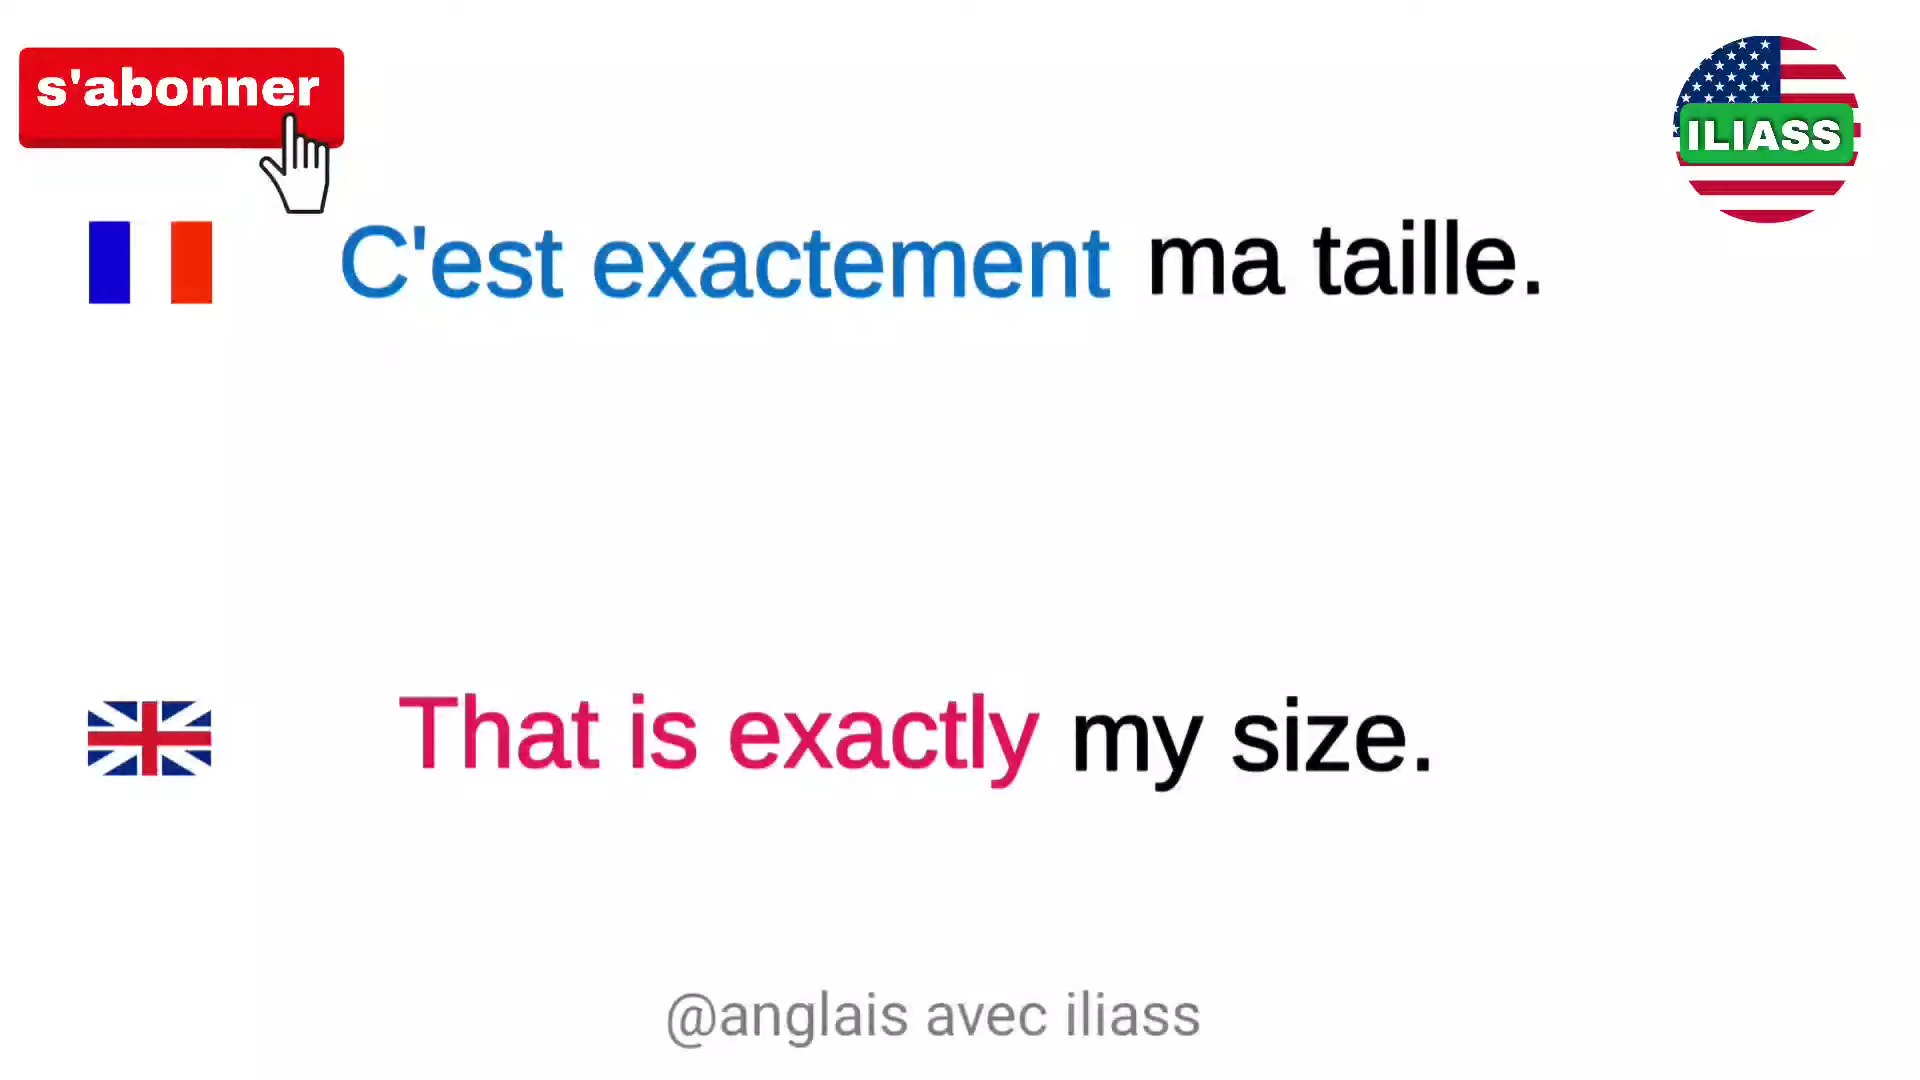 s'abonner
ILIASS
C'est exactement ma taille.
That is exactly my size.
@anglais avec iliass